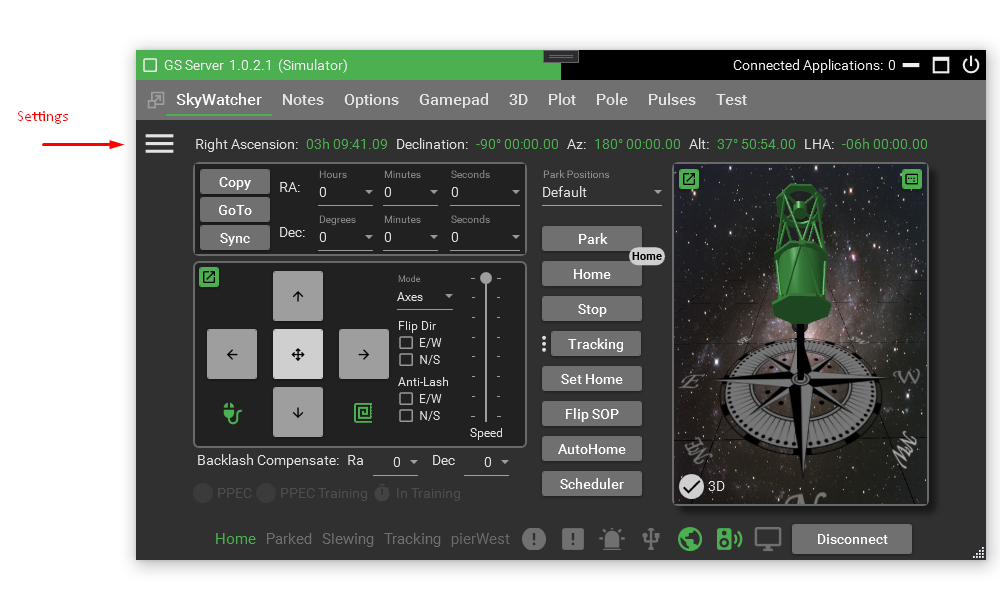 GS Server 1.0.2.1 (Simulator)
Connected Applications: 0
SkyWatcher Notes Options Gamepad 3D Plot Pole Pulses Test
Settings
Right Ascension: 03h 09:41.09 Declination: -90° 00:00.00 Az: 180° 00:00.00 Alt: 37° 50:54.00 LHA: -06h 00:00.00
Copy
GoTo
Sync
RA:
Hours Minutes Seconds
0 0 0
Dec:
Degrees Minutes Seconds
0 0 0
Park Positions
Default
Park
Home
Home
Stop
Tracking
Set Home
Flip SOP
AutoHome
Scheduler
Mode
Axes
Flip Dir
E/W
N/S
Anti-Lash
E/W
N/S
Speed
Backlash Compensate: Ra 0 Dec 0
PPEC PPEC Training In Training
E
W
NE
NW
N
3D
Home Parked Slewing Tracking pierWest
Disconnect